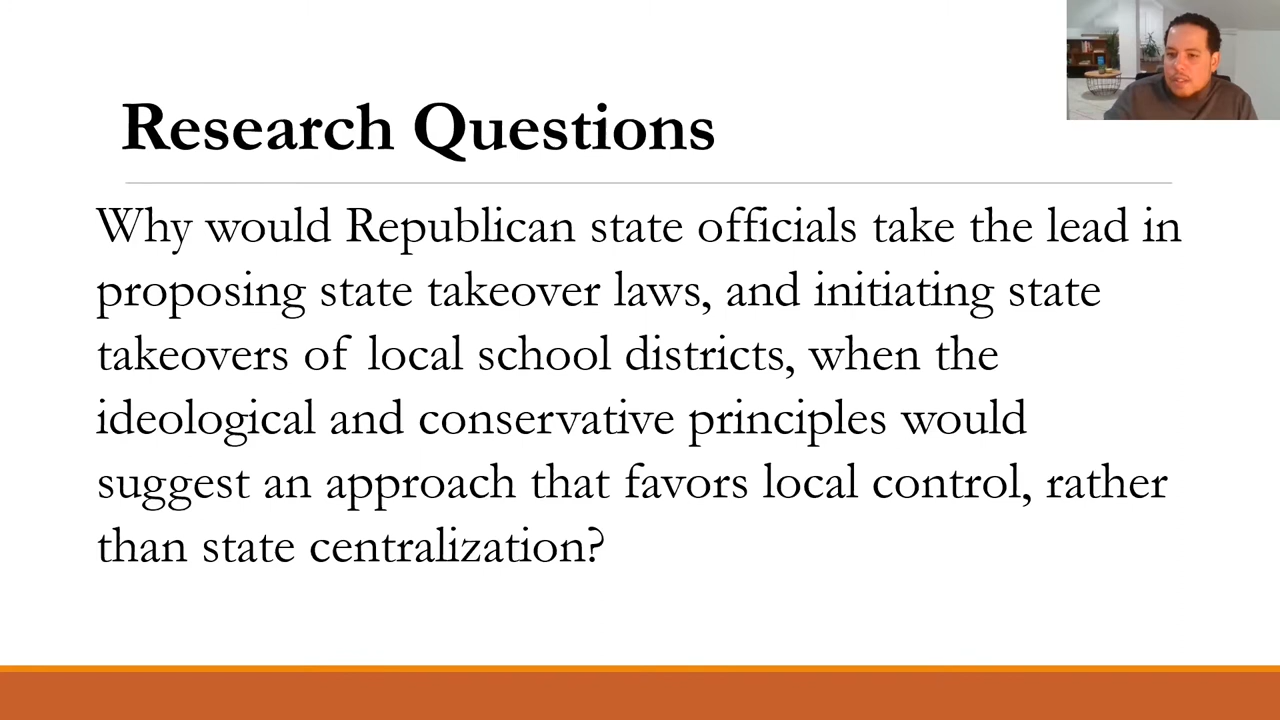 Research Questions
Why would Republican state officials take the lead in
proposing state takeover laws, and initiating state
takeovers of local school districts, when the
ideological and conservative principles would
suggest an approach that favors local control, rather
than state centralization?